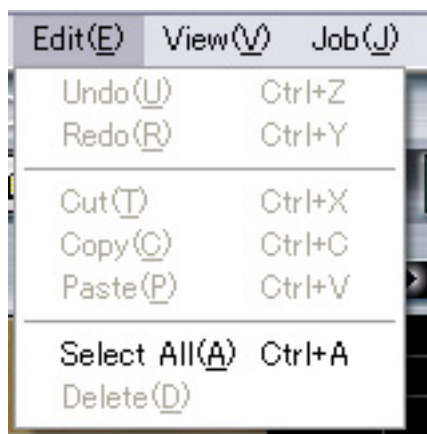 Edit(E) View(V) Job(J)
Undo(U) Ctrl+Z
Redo(R) Ctrl+Y
Cut(T) Ctrl+X
Copy(C) Ctrl+C
Paste(P) Ctrl+V
Select All(A) Ctrl+A
Delete(D)